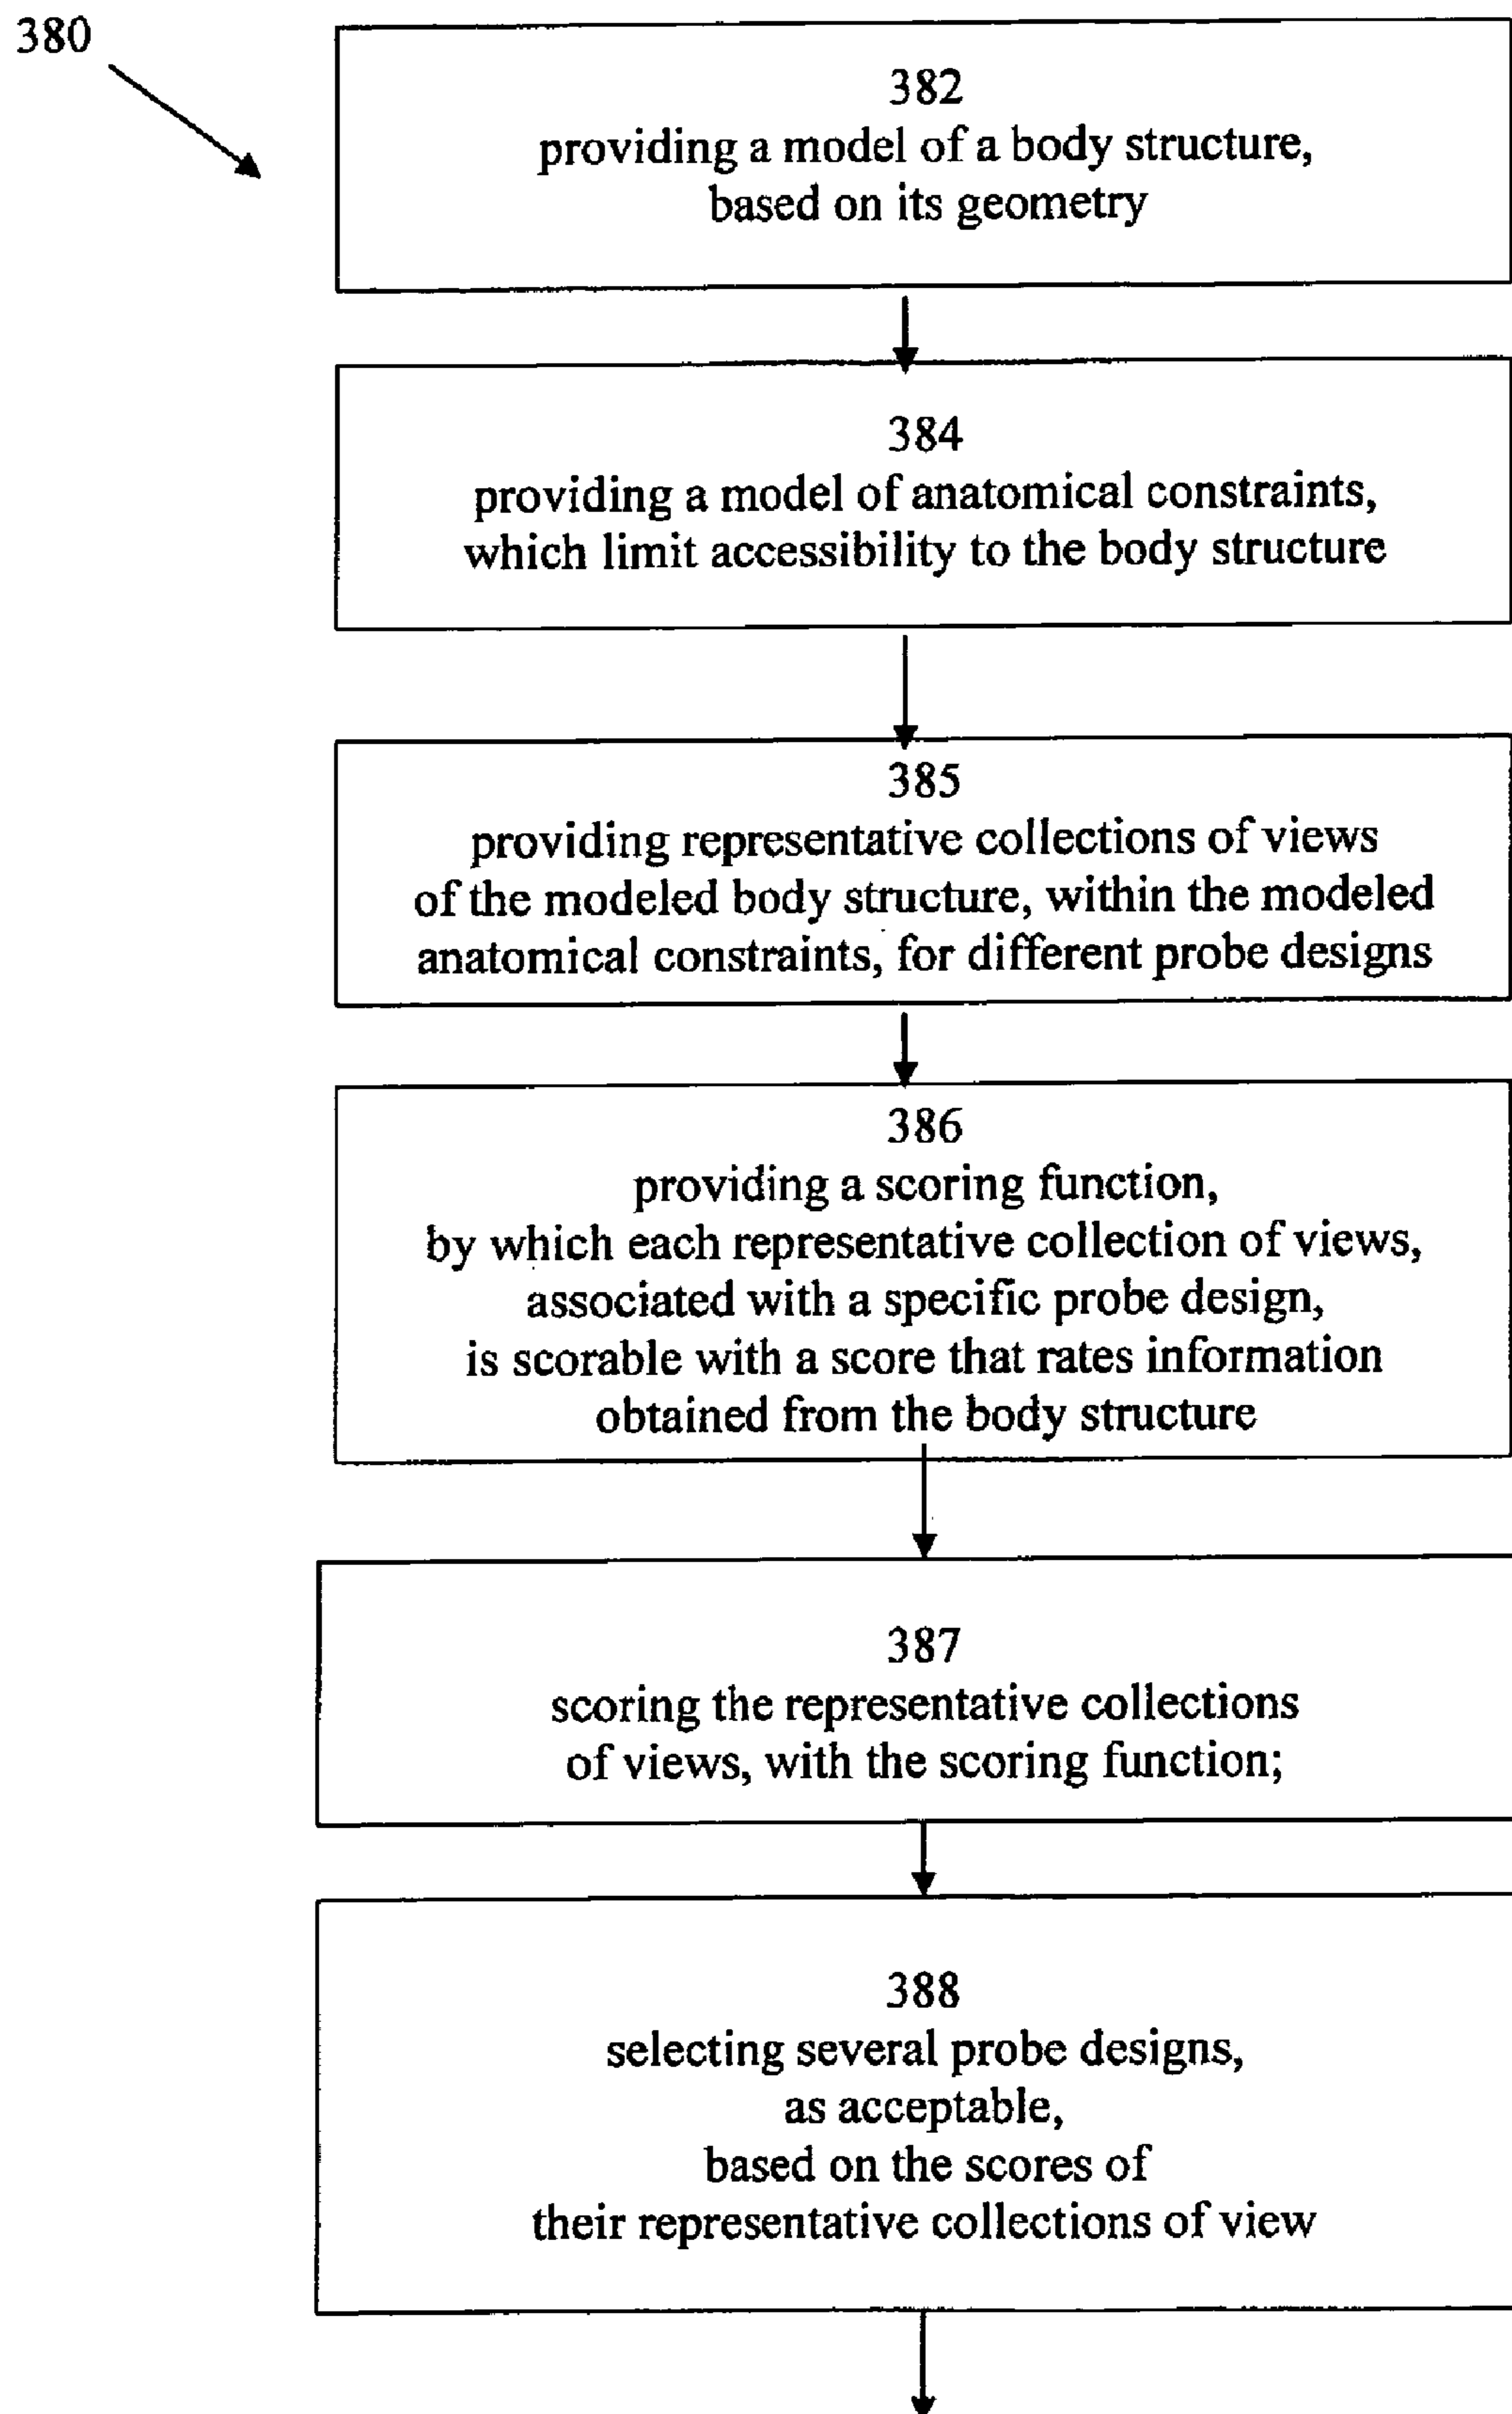 380
382
providing a model of a body structure,
based on its geometry
384
providing a model of anatomical constraints,
which limit accessibility to the body structure
385
providing representative collections of views
of the modeled body structure, within the modeled
anatomical constraints, for different probe designs
386
providing a scoring function,
by which each representative collection of views,
associated with a specific probe design,
is scorable with a score that rates information
obtained from the body structure
387
scoring the representative collections
of views, with the scoring function;
388
selecting several probe designs,
as acceptable,
based on the scores of
their representative collections of view